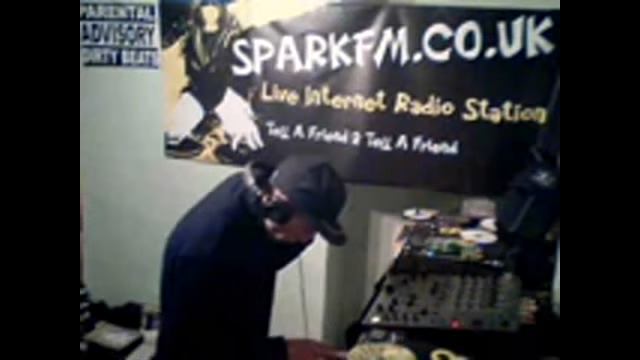 PARENTAL
ADVISORY
DIRTY BEATS
SPARKFM.CO.UK
Live Internet Radio Station
Tell A Friend 2 Tell A Friend